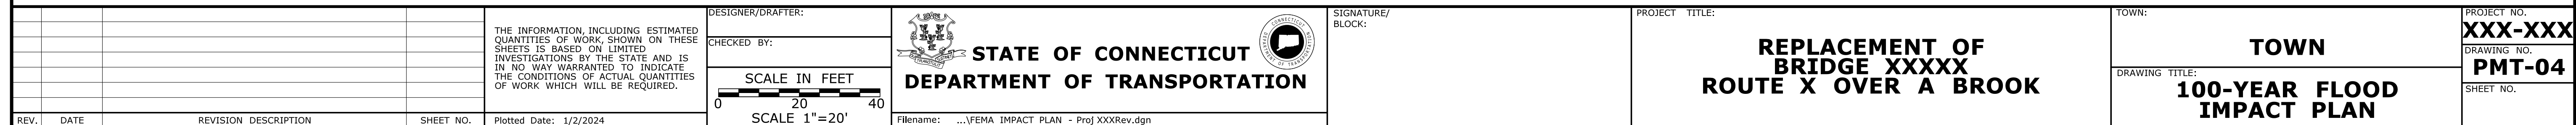 REV.
DATE
REVISION DESCRIPTION
SHEET NO.
THE INFORMATION, INCLUDING ESTIMATED
QUANTITIES OF WORK, SHOWN ON THESE
SHEETS IS BASED ON LIMITED
INVESTIGATIONS BY THE STATE AND IS
IN NO WAY WARRANTED TO INDICATE
THE CONDITIONS OF ACTUAL QUANTITIES
OF WORK WHICH WILL BE REQUIRED.
Plotted Date: 1/2/2024
DESIGNER/DRAFTER:
CHECKED BY:
SCALE IN FEET
0 20 40
SCALE 1"=20'
STATE OF CONNECTICUT
DEPARTMENT OF TRANSPORTATION
Filename: ...\FEMA IMPACT PLAN - Proj XXXRev.dgn
SIGNATURE/
BLOCK:
PROJECT TITLE:
REPLACEMENT OF
BRIDGE XXXXX
ROUTE X OVER A BROOK
TOWN:
TOWN
DRAWING TITLE:
100-YEAR FLOOD
IMPACT PLAN
PROJECT NO.
XXX-XXX
DRAWING NO.
PMT-04
SHEET NO.